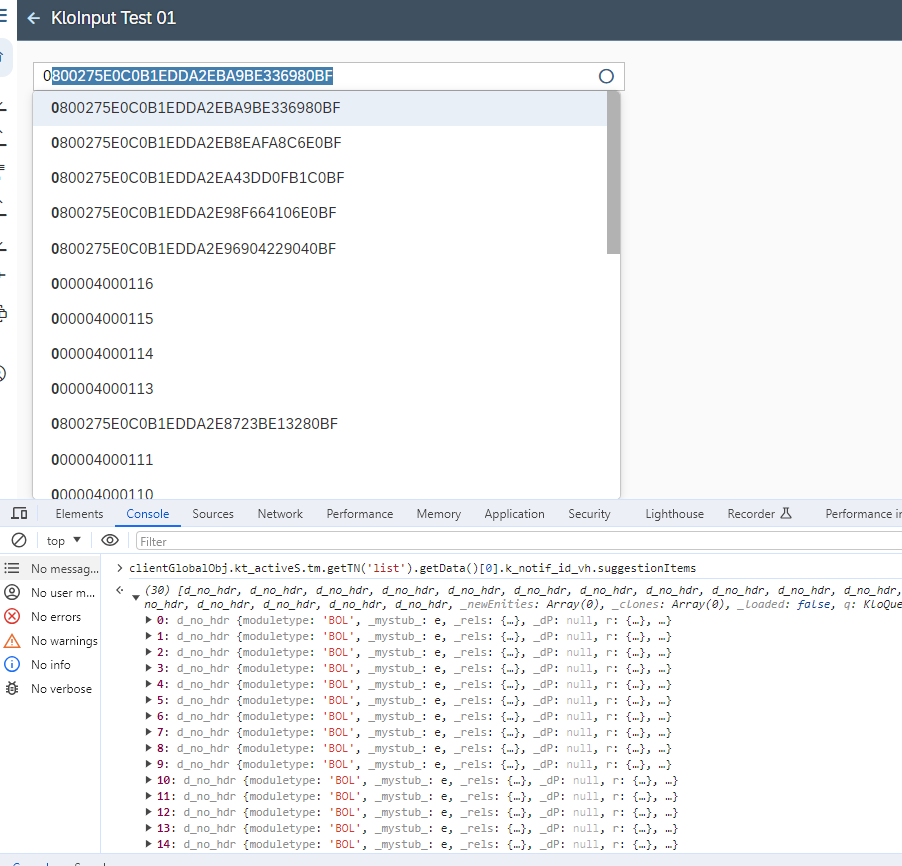 KloInput Test 01
0800275E0C0B1EDDA2EBA9BE336980BF
0800275E0C0B1EDDA2EBA9BE336980BF
0800275E0C0B1EDDA2EB8EAFA8C6E0BF
0800275E0C0B1EDDA2EA43DD0FB1C0BF
0800275E0C0B1EDDA2E98F664106E0BF
0800275E0C0B1EDDA2E96904229040BF
000004000116
000004000115
000004000114
000004000113
0800275E0C0B1EDDA2E8723BE13280BF
000004000111
000004000110
Elements Console Sources Network Performance Memory Application Security Lighthouse Recorder Performance in
top Filter
No messag...
No user m...
No errors
No warnings
No info
No verbose
clientGlobalObj.kt_activeS.tm.getTN('list').getData()[0].k_notif_id_vh.suggestionItems
(30) [d_no_hdr, d_no_hdr, d_no_hdr, d_no_hdr, d_no_hdr, d_no_hdr, d_no_hdr, d_no_hdr, d_no_hdr, d_no_hdr, d_no_hdr,
no_hdr, d_no_hdr, d_no_hdr, d_no_hdr, d_no_hdr, _newEntities: Array(0), _clones: Array(0), _loaded: false, q: KloQue
0: d_no_hdr {moduletype: 'BOL', _mystub_: e, _rels: {…}, _dP: null, r: {…}, …}
1: d_no_hdr {moduletype: 'BOL', _mystub_: e, _rels: {…}, _dP: null, r: {…}, …}
2: d_no_hdr {moduletype: 'BOL', _mystub_: e, _rels: {…}, _dP: null, r: {…}, …}
3: d_no_hdr {moduletype: 'BOL', _mystub_: e, _rels: {…}, _dP: null, r: {…}, …}
4: d_no_hdr {moduletype: 'BOL', _mystub_: e, _rels: {…}, _dP: null, r: {…}, …}
5: d_no_hdr {moduletype: 'BOL', _mystub_: e, _rels: {…}, _dP: null, r: {…}, …}
6: d_no_hdr {moduletype: 'BOL', _mystub_: e, _rels: {…}, _dP: null, r: {…}, …}
7: d_no_hdr {moduletype: 'BOL', _mystub_: e, _rels: {…}, _dP: null, r: {…}, …}
8: d_no_hdr {moduletype: 'BOL', _mystub_: e, _rels: {…}, _dP: null, r: {…}, …}
9: d_no_hdr {moduletype: 'BOL', _mystub_: e, _rels: {…}, _dP: null, r: {…}, …}
10: d_no_hdr {moduletype: 'BOL', _mystub_: e, _rels: {…}, _dP: null, r: {…}, …}
11: d_no_hdr {moduletype: 'BOL', _mystub_: e, _rels: {…}, _dP: null, r: {…}, …}
12: d_no_hdr {moduletype: 'BOL', _mystub_: e, _rels: {…}, _dP: null, r: {…}, …}
13: d_no_hdr {moduletype: 'BOL', _mystub_: e, _rels: {…}, _dP: null, r: {…}, …}
14: d_no_hdr {moduletype: 'BOL', _mystub_: e, _rels: {…}, _dP: null, r: {…}, …}